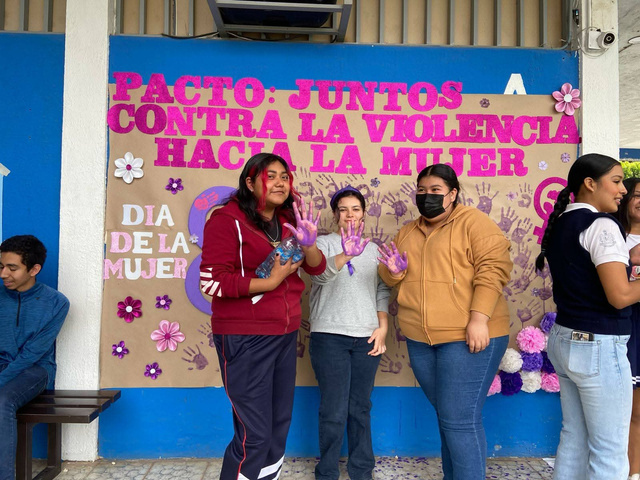 PACTO: JUNTOS
CONTRA LA VIOLENCIA
HACIA LA MUJER
DIA
DE LA
MUJER
A